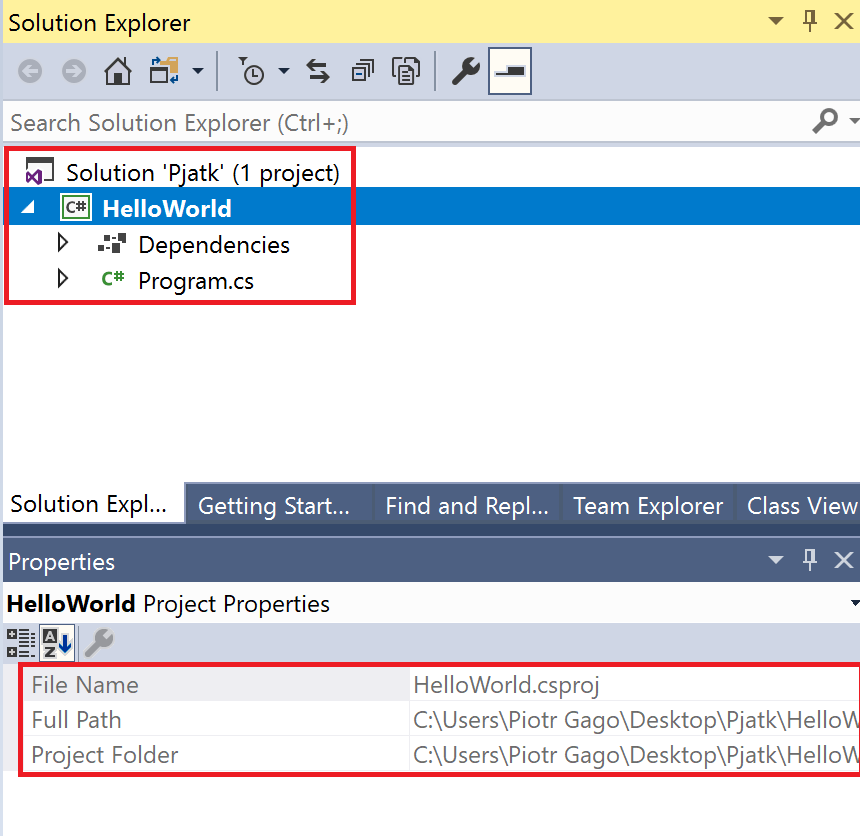 Solution Explorer
Search Solution Explorer (Ctrl+;)
Solution 'Pjatk' (1 project)
C# HelloWorld
Dependencies
C# Program.cs
Solution Expl... Getting Start... Find and Repl... Team Explorer Class View
Properties
HelloWorld Project Properties
A
Z
File Name HelloWorld.csproj
Full Path C:\Users\Piotr Gago\Desktop\Pjatk\HelloW
Project Folder C:\Users\Piotr Gago\Desktop\Pjatk\HelloW